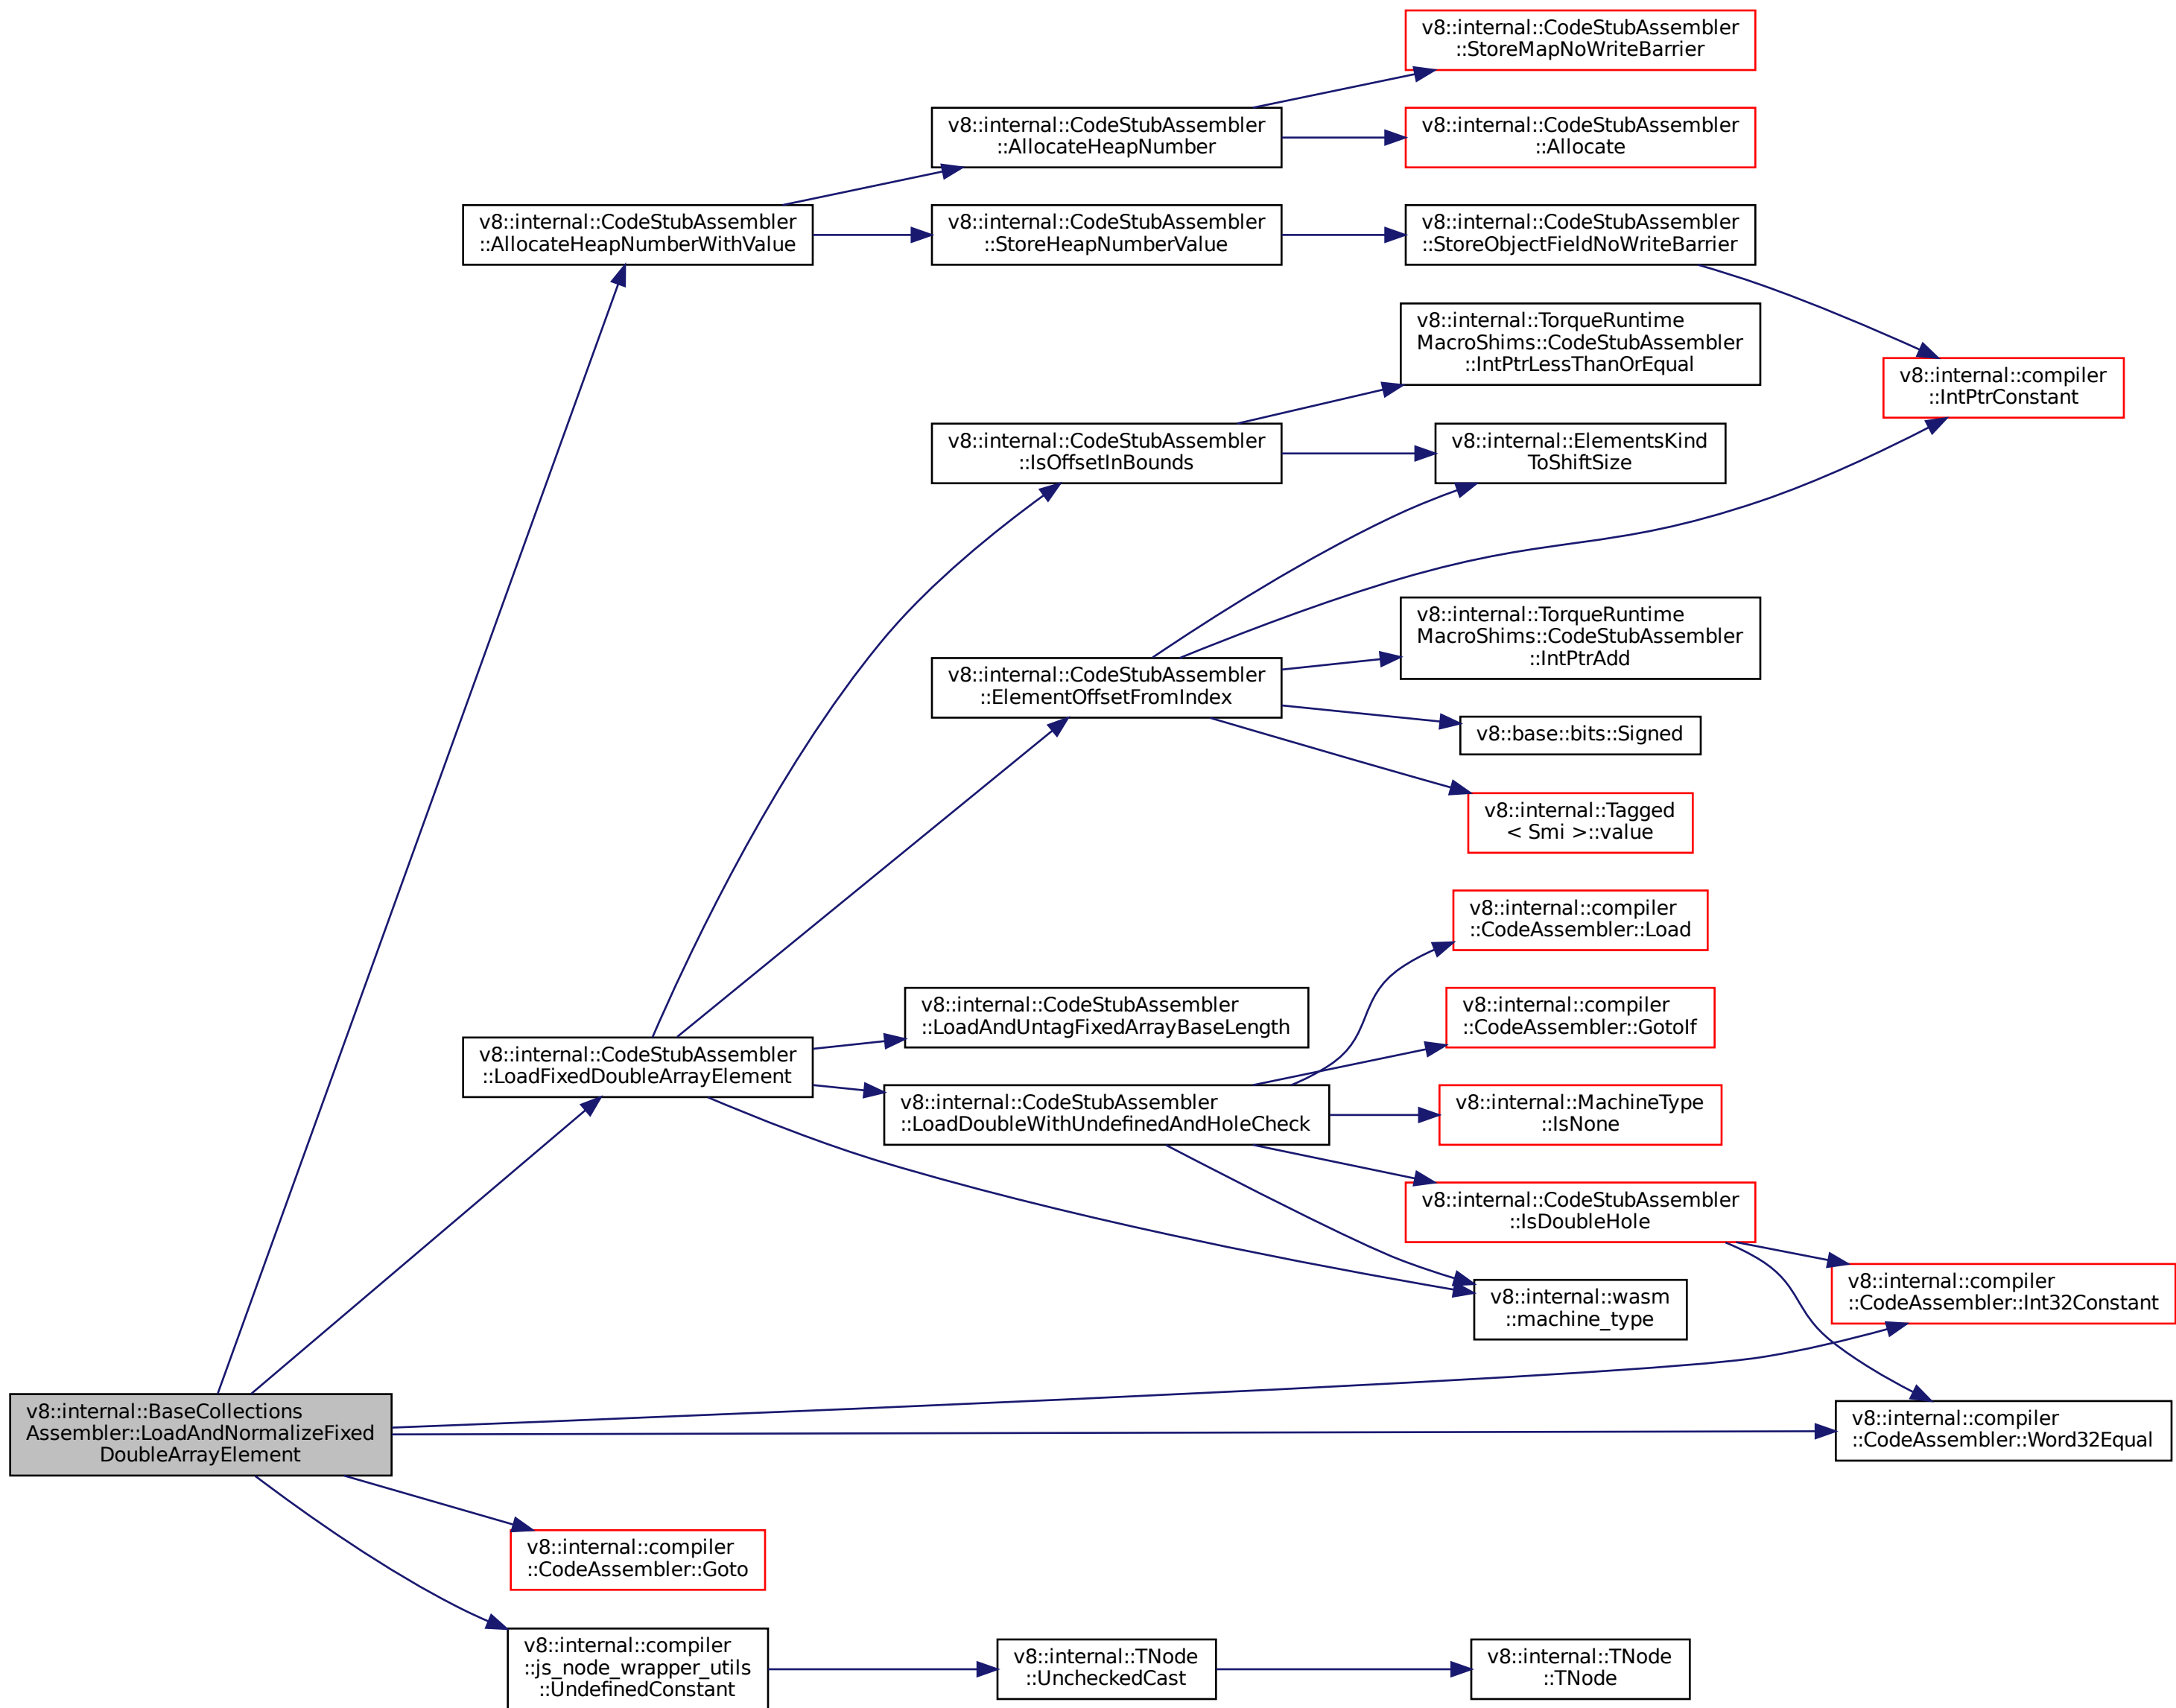 v8::internal::CodeStubAssembler
::StoreMapNoWriteBarrier
v8::internal::CodeStubAssembler
::AllocateHeapNumber
v8::internal::CodeStubAssembler
::Allocate
v8::internal::CodeStubAssembler
::AllocateHeapNumberWithValue
v8::internal::CodeStubAssembler
::StoreHeapNumberValue
v8::internal::CodeStubAssembler
::StoreObjectFieldNoWriteBarrier
v8::internal::TorqueRuntime
MacroShims::CodeStubAssembler
::IntPtrLessThanOrEqual
v8::internal::compiler
::IntPtrConstant
v8::internal::CodeStubAssembler
::IsOffsetInBounds
v8::internal::ElementsKind
ToShiftSize
v8::internal::TorqueRuntime
MacroShims::CodeStubAssembler
::IntPtrAdd
v8::internal::CodeStubAssembler
::ElementOffsetFromIndex
v8::base::bits::Signed
v8::internal::Tagged
< Smi >::value
v8::internal::compiler
::CodeAssembler::Load
v8::internal::CodeStubAssembler
::LoadAndUntagFixedArrayBaseLength
v8::internal::compiler
::CodeAssembler::GotoIf
v8::internal::CodeStubAssembler
::LoadFixedDoubleArrayElement
v8::internal::CodeStubAssembler
::LoadDoubleWithUndefinedAndHoleCheck
v8::internal::MachineType
::IsNone
v8::internal::CodeStubAssembler
::IsDoubleHole
v8::internal::compiler
::CodeAssembler::Int32Constant
v8::internal::wasm
::machine_type
v8::internal::BaseCollections
Assembler::LoadAndNormalizeFixed
DoubleArrayElement
v8::internal::compiler
::CodeAssembler::Word32Equal
v8::internal::compiler
::CodeAssembler::Goto
v8::internal::compiler
::js_node_wrapper_utils
::UndefinedConstant
v8::internal::TNode
::UncheckedCast
v8::internal::TNode
::TNode